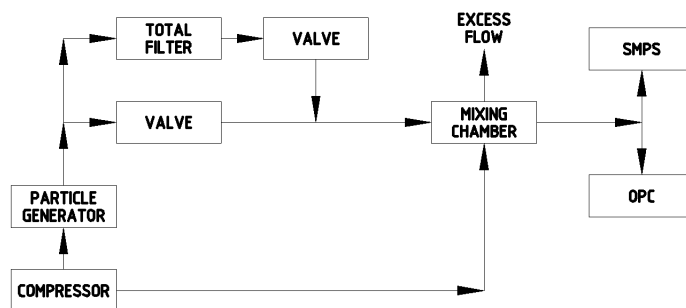 EXCESS
FLOW
TOTAL
FILTER
VALVE
SMPS
VALVE
MIXING
CHAMBER
PARTICLE
GENERATOR
OPC
COMPRESSOR